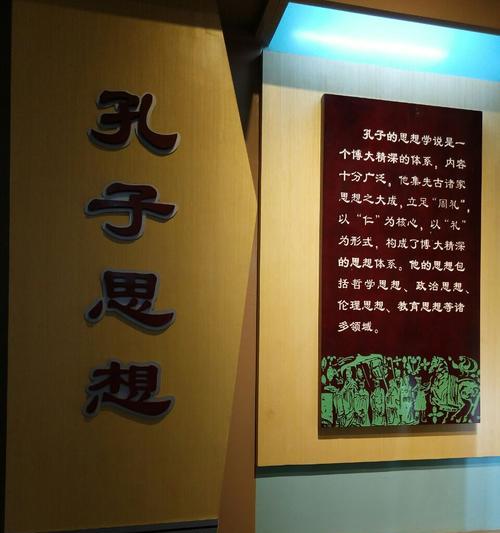 孔子思想
孔子的思想学说是一
个博大精深的体系，内容
十分广泛，他集先古诸家
思想之大成，立足“周礼”，
以“仁”为核心，以“礼”
为形式，构成了博大精深
的思想体系。他的思想包
括哲学思想、政治思想、
伦理思想、教育思想等诸
多领域。